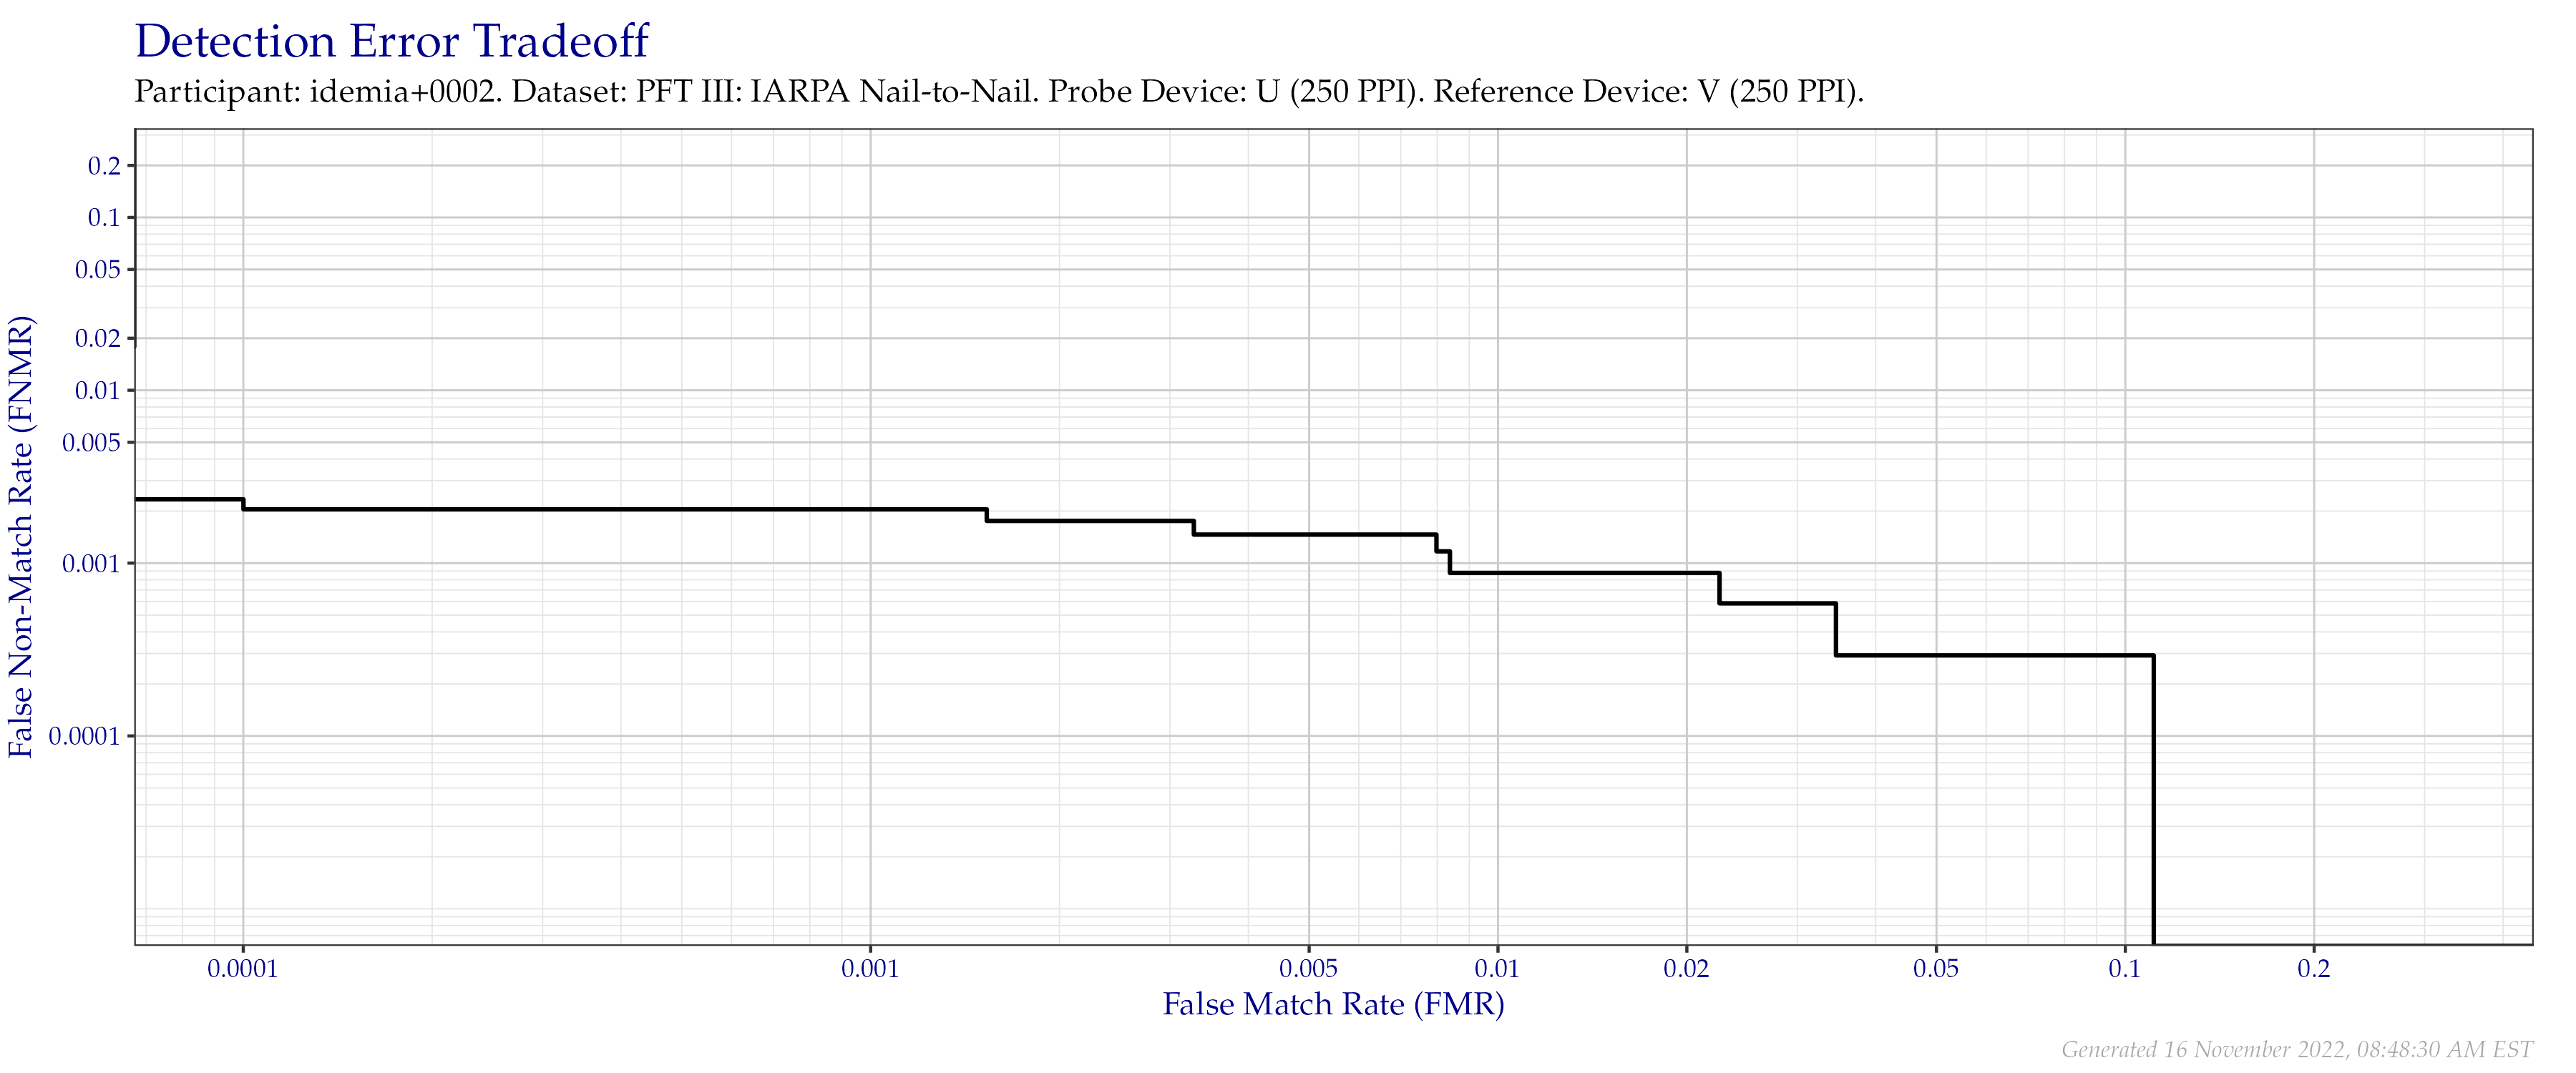 Detection Error Tradeoff
Participant: idemia+0002. Dataset: PFT III: IARPA Nail-to-Nail. Probe Device: U (250 PPI). Reference Device: V (250 PPI).
False Non-Match Rate (FNMR)
0.2
0.1
0.05
0.02
0.01
0.005
0.001
0.0001
0.0001 0.001 0.005 0.01 0.02 0.05 0.1 0.2
False Match Rate (FMR)
Generated 16 November 2022, 08:48:30 AM EST